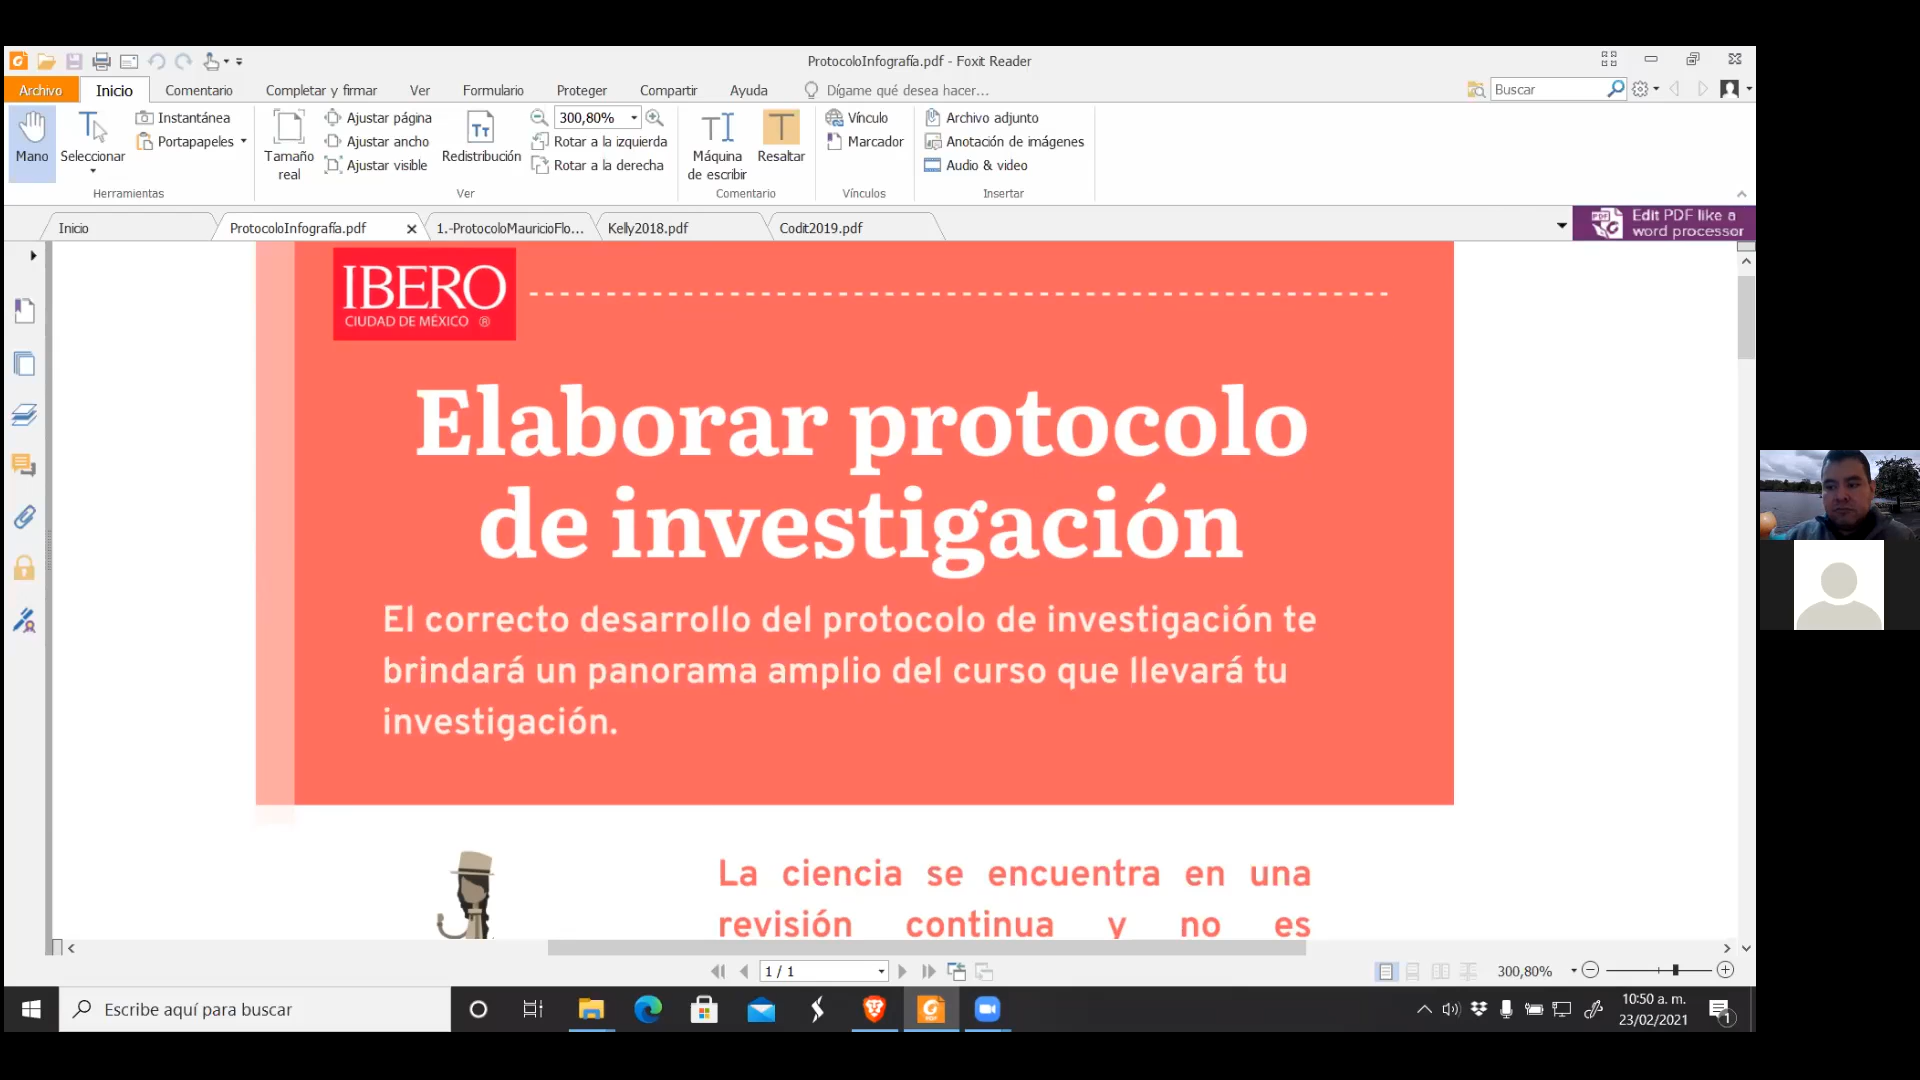 ProtocoloInfografía.pdf - Foxit Reader
Archivo Inicio Comentario Completar y firmar Ver Formulario Proteger Compartir Ayuda Dígame qué desea hacer... Buscar
Mano
Seleccionar
Instantánea
Portapapeles
Herramientas
Tamaño
real
Ajustar página
Ajustar ancho
Ajustar visible
Redistribución
300,80%
Rotar a la izquierda
Rotar a la derecha
Ver
Máquina
de escribir
Resaltar
Comentario
Vínculo
Marcador
Vínculos
Archivo adjunto
Anotación de imágenes
Audio & video
Insertar
Inicio ProtocoloInfografía.pdf 1.-ProtocoloMauricioFlo... Kelly2018.pdf Codit2019.pdf
Edit PDF like a
word processor
IBERO
CIUDAD DE MÉXICO ®
Elaborar protocolo
de investigación
El correcto desarrollo del protocolo de investigación te
brindará un panorama amplio del curso que llevará tu
investigación.
La ciencia se encuentra en una
revisión continua y no es
1 / 1
300,80%
Escribe aquí para buscar
10:50 a. m.
23/02/2021
1